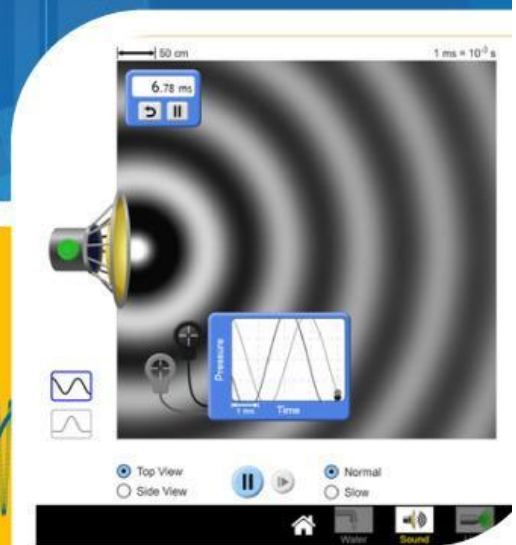 50 cm
1 ms = 10⁻³ s
6.78 ms
Pressure
1 ms
Time
Top View
Side View
Normal
Slow
Water
Sound